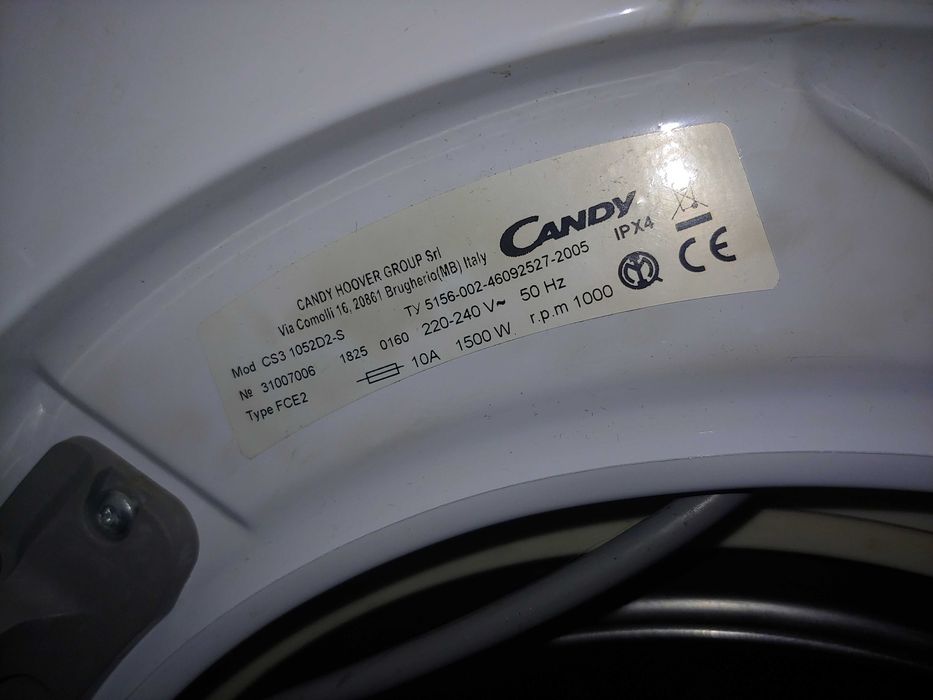 CANDY HOOVER GROUP Srl
Via Comolli 16, 20861 Brugherio(MB) Italy
CANDY
Mod CS3 1052D2-S
ТУ 5156-002-46092527-2005
IPX4
№ 31007006 1825 0160 220-240 V~ 50 Hz
Type FCE2
10A 1500 W r.p.m 1000
CE